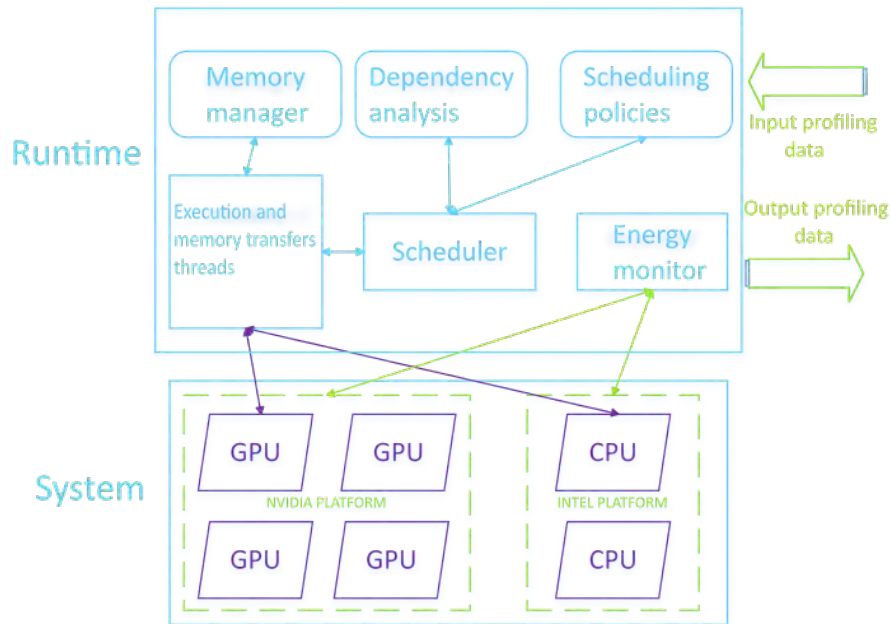 Memory
manager
Dependency
analysis
Scheduling
policies
Input profiling
data
Runtime
Execution and
memory transfers
threads
Scheduler
Energy
monitor
Output profiling
data
System
GPU
GPU
CPU
NVIDIA PLATFORM
INTEL PLATFORM
GPU
GPU
CPU